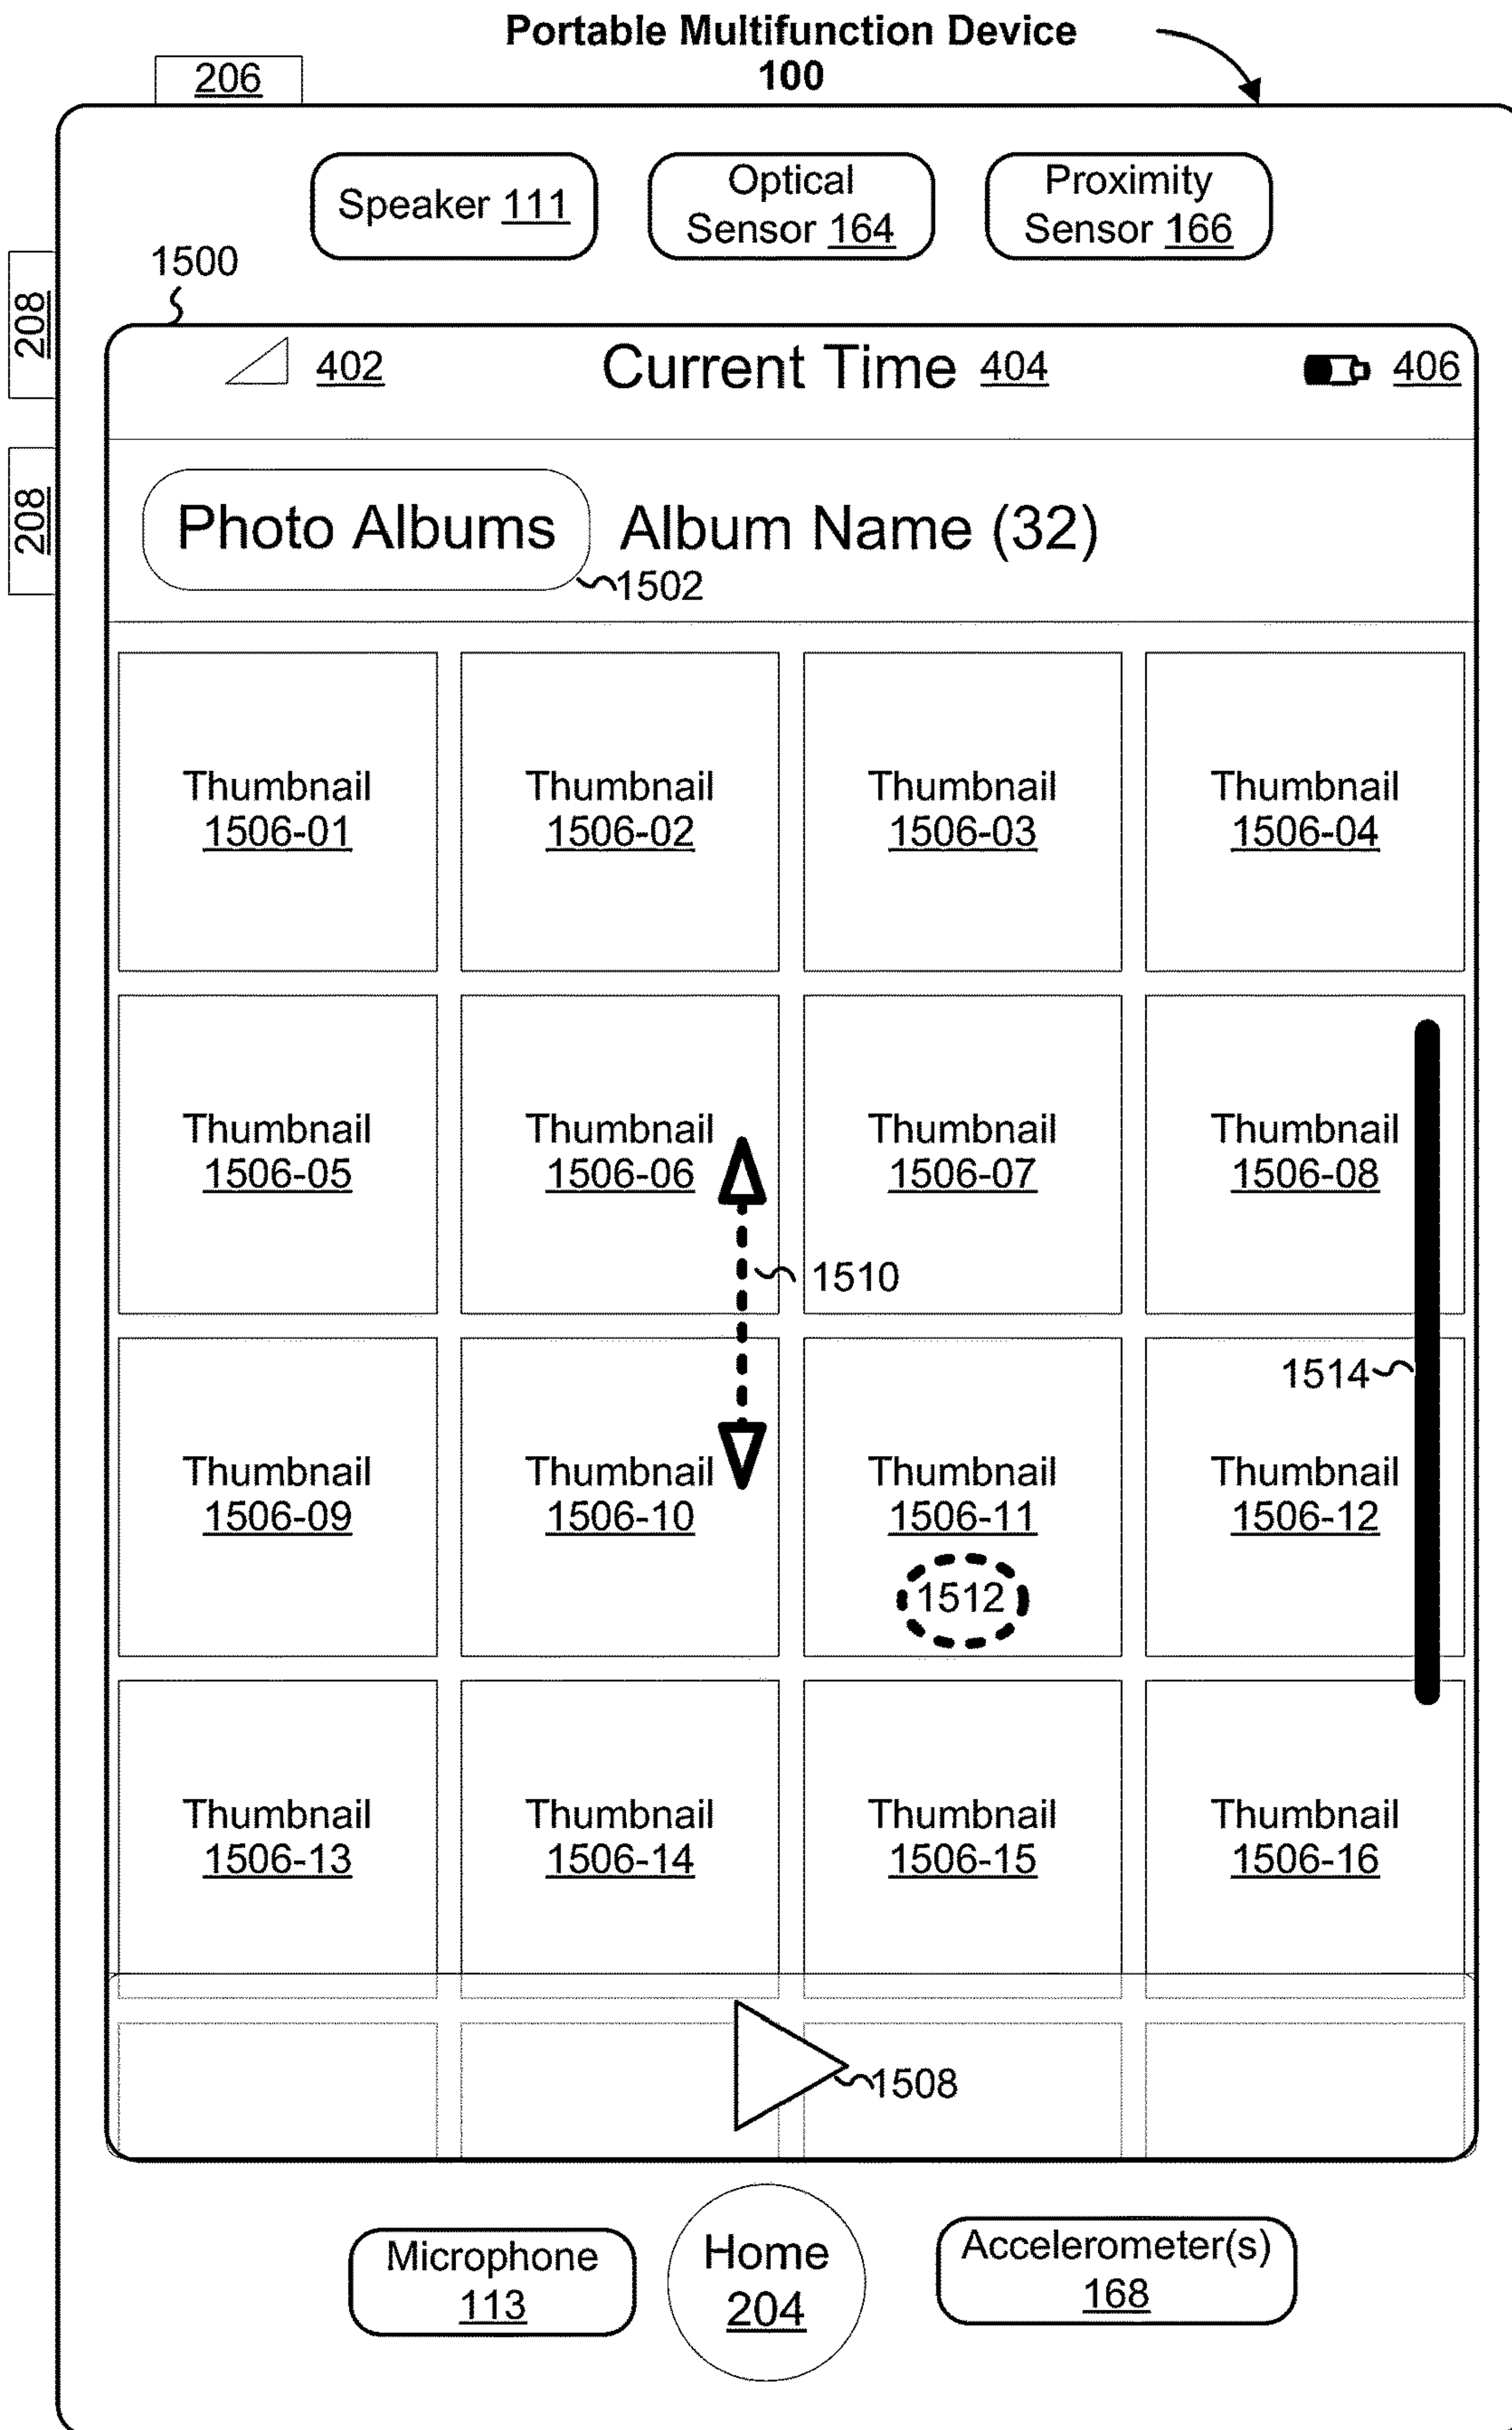 Portable Multifunction Device
100
206
Speaker 111
Optical
Sensor 164
Proximity
Sensor 166
1500
208
208
402
Current Time 404
406
Photo Albums
Album Name (32)
1502
Thumbnail
1506-01
Thumbnail
1506-02
Thumbnail
1506-03
Thumbnail
1506-04
Thumbnail
1506-05
Thumbnail
1506-06
Thumbnail
1506-07
Thumbnail
1506-08
1510
1514
Thumbnail
1506-09
Thumbnail
1506-10
Thumbnail
1506-11
1512
Thumbnail
1506-12
Thumbnail
1506-13
Thumbnail
1506-14
Thumbnail
1506-15
Thumbnail
1506-16
1508
Microphone
113
Home
204
Accelerometer(s)
168